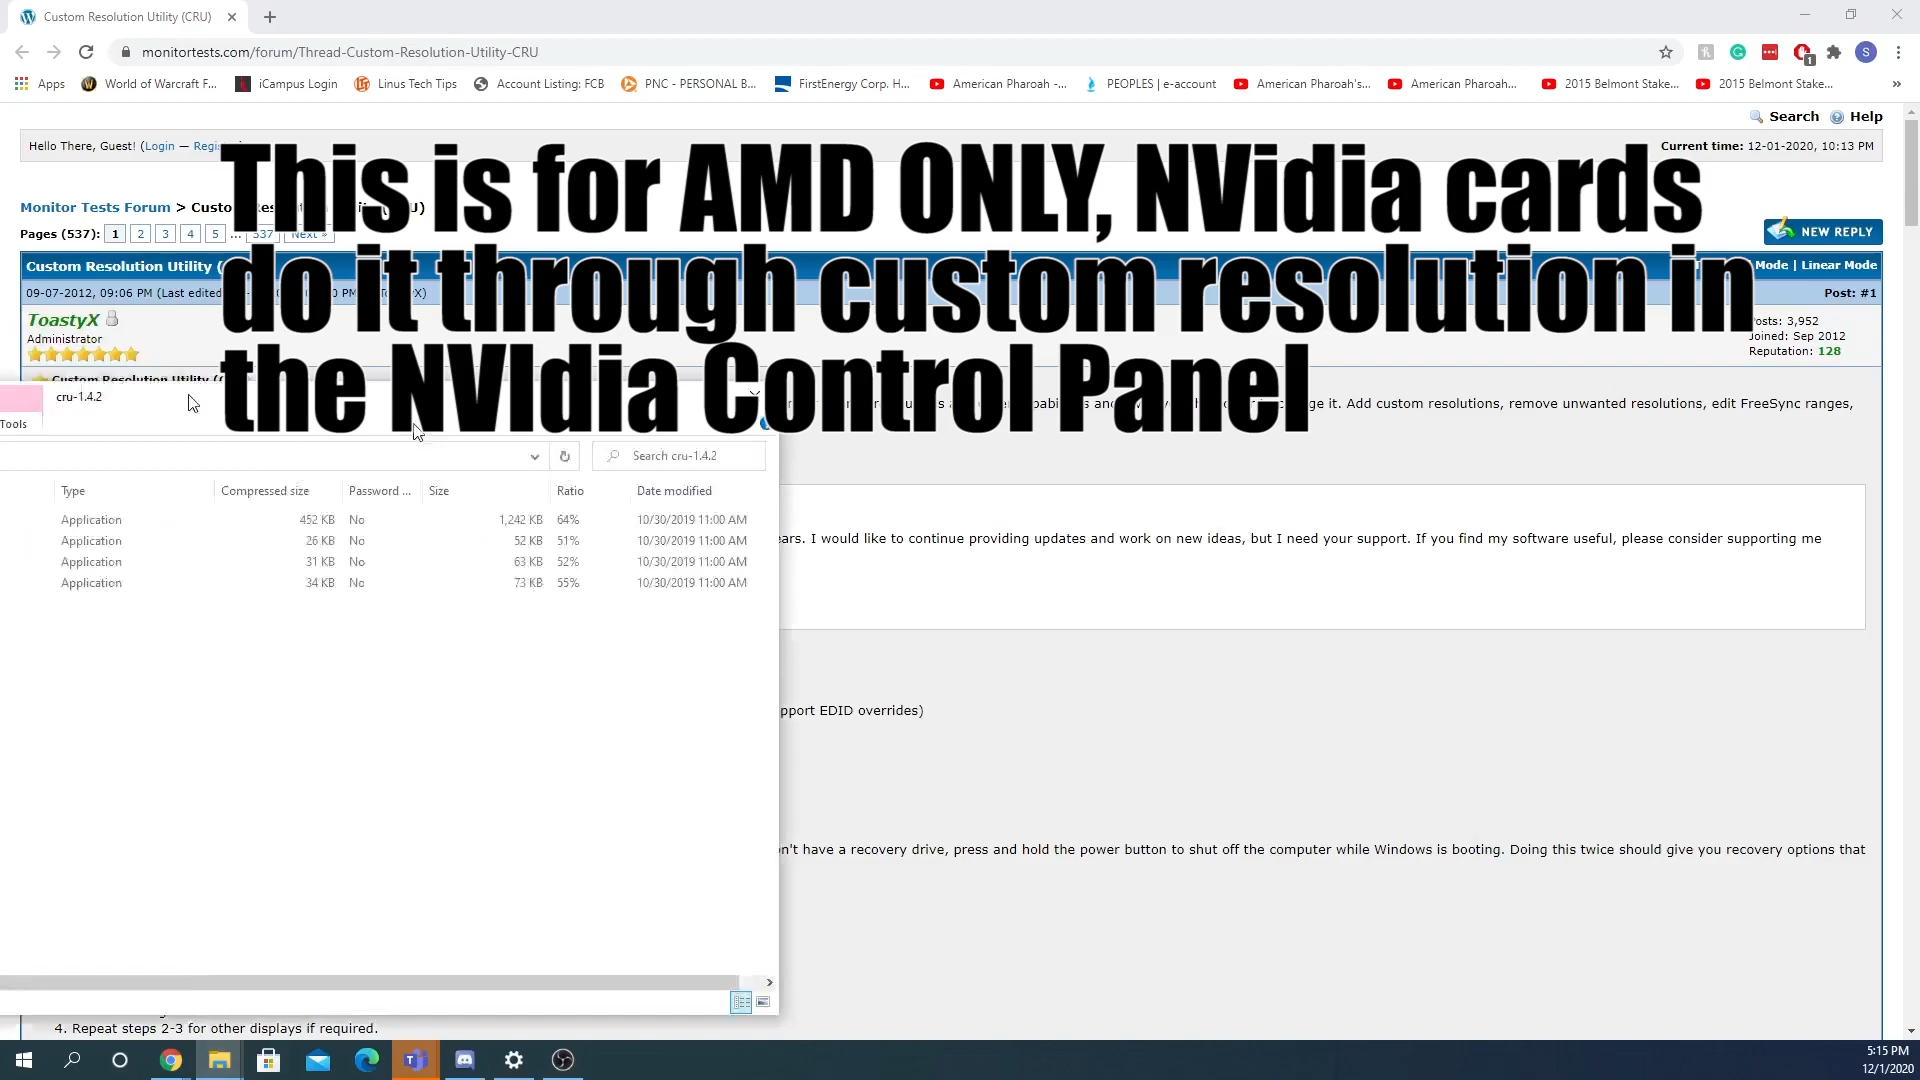 Custom Resolution Utility (CRU)
monitortests.com/forum/Thread-Custom-Resolution-Utility-CRU
1
S
Apps
World of Warcraft F...
iCampus Login
Linus Tech Tips
Account Listing: FCB
PNC - PERSONAL B...
FirstEnergy Corp. H...
American Pharoah -...
PEOPLES | e-account
American Pharoah's...
American Pharoah...
2015 Belmont Stake...
2015 Belmont Stake...
»
Search Help
Hello There, Guest! (Login —
Current time: 12-01-2020, 10:13 PM
This is for AMD ONLY, NVidia cards
do it through custom resolution in
the NVIdia Control Panel
Monitor Tests Forum >
Pages (537): 1 2 3 4 5 ... 537 Next »
NEW REPLY
Custom Resolution Utility (
Mode | Linear Mode
09-07-2012, 09:06 PM (Last edited
Post: #1
ToastyX
Administrator
Posts: 3,952
Joined: Sep 2012
Reputation: 128
Custom Resolution Utility (
it. Add custom resolutions, remove unwanted resolutions, edit FreeSync ranges,
cru-1.4.2
Tools
Search cru-1.4.2
Type Compressed size Password ... Size Ratio Date modified
Application 452 KB No 1,242 KB 64% 10/30/2019 11:00 AM
Application 26 KB No 52 KB 51% 10/30/2019 11:00 AM
Application 31 KB No 63 KB 52% 10/30/2019 11:00 AM
Application 34 KB No 73 KB 55% 10/30/2019 11:00 AM
ars. I would like to continue providing updates and work on new ideas, but I need your support. If you find my software useful, please consider supporting me
pport EDID overrides)
n't have a recovery drive, press and hold the power button to shut off the computer while Windows is booting. Doing this twice should give you recovery options that
4. Repeat steps 2-3 for other displays if required.
5:15 PM
12/1/2020